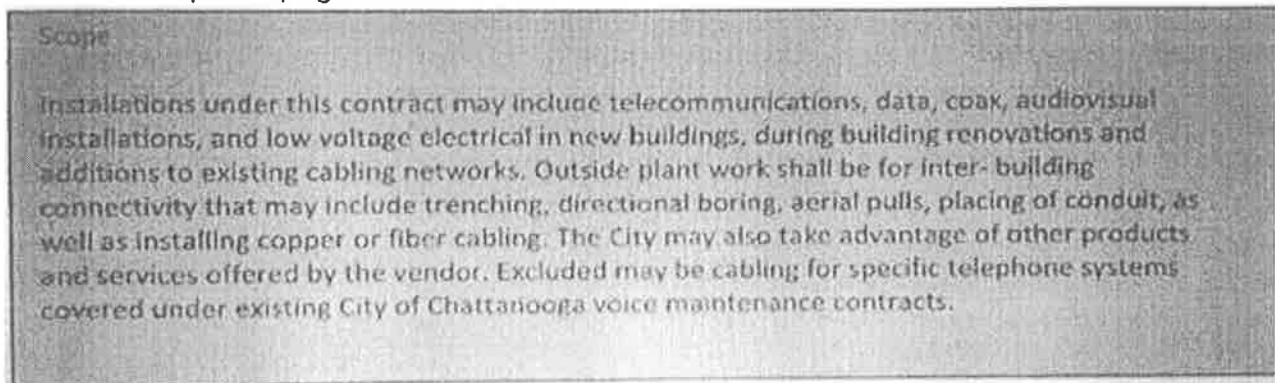 Scope
Installations under this contract may include telecommunications, data, coax, audiovisual
installations, and low voltage electrical in new buildings, during building renovations and
additions to existing cabling networks. Outside plant work shall be for inter- building
connectivity that may include trenching, directional boring, aerial pulls, placing of conduit, as
well as installing copper or fiber cabling. The City may also take advantage of other products
and services offered by the vendor. Excluded may be cabling for specific telephone systems
covered under existing City of Chattanooga voice maintenance contracts.